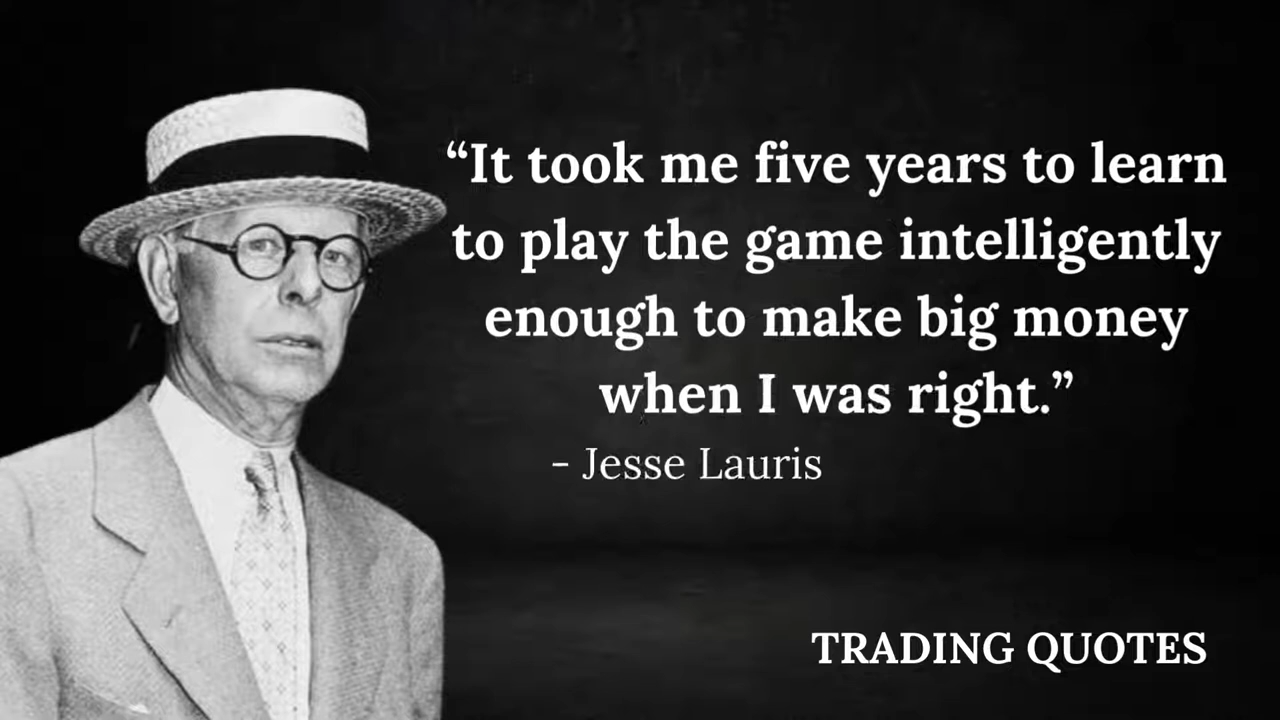 “It took me five years to learn
to play the game intelligently
enough to make big money
when I was right.”
- Jesse Lauris
TRADING QUOTES